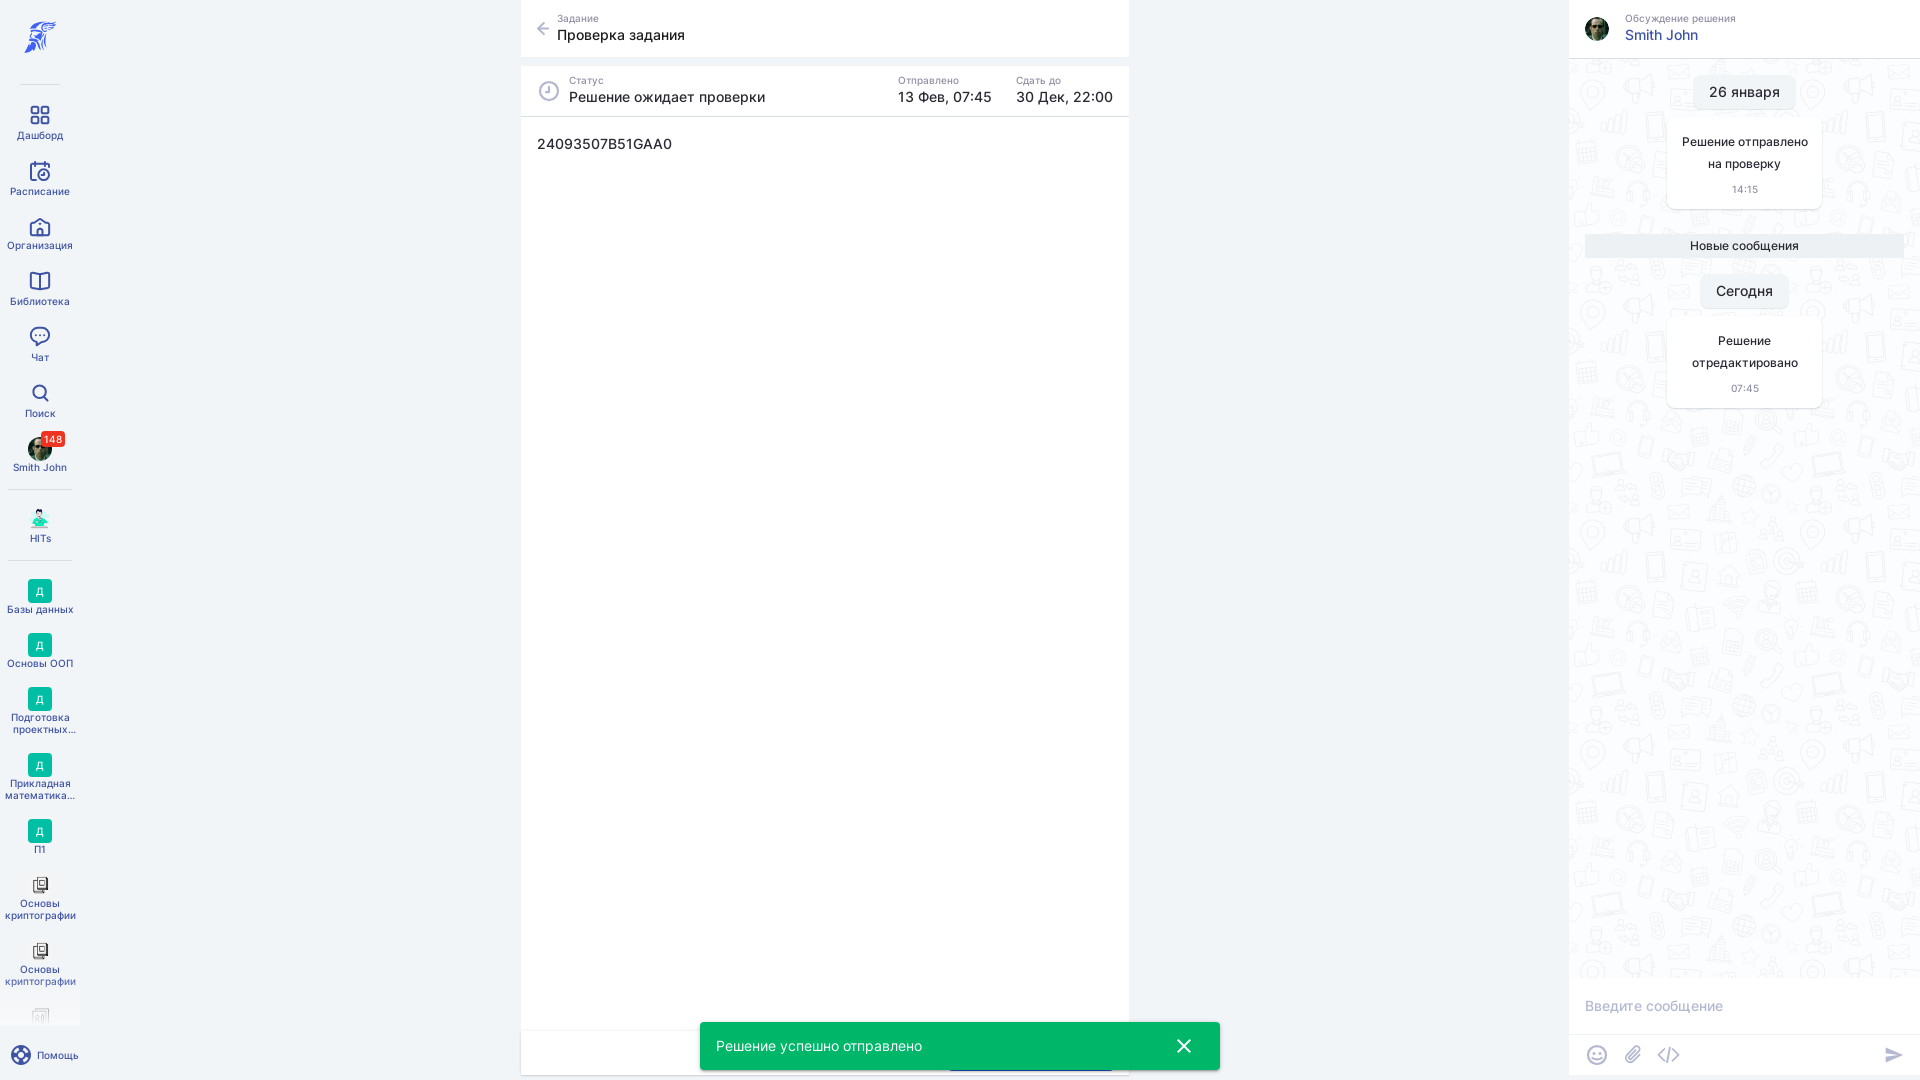 Дашборд
Расписание
Организация
Библиотека
Чат
Поиск
148
Smith John
HITs
Д
Базы данных
Д
Основы ООП
Д
Подготовка
проектных...
Д
Прикладная
математика...
Д
П1
Основы
криптографии
Основы
криптографии
Помощь
Задание
Проверка задания
Статус
Решение ожидает проверки
Отправлено
13 Фев, 07:45
Сдать до
30 Дек, 22:00
24093507B51GAA0
Решение успешно отправлено
Обсуждение решения
Smith John
26 января
Решение отправлено
на проверку
14:15
Новые сообщения
Сегодня
Решение
отредактировано
07:45
Введите сообщение